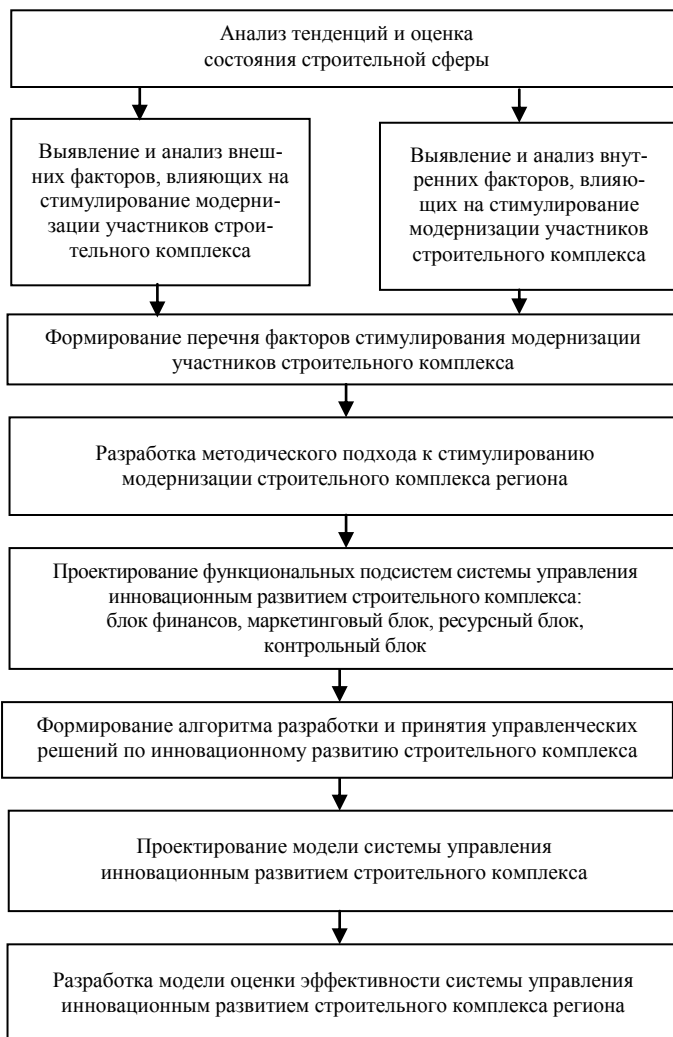 Анализ тенденций и оценка
состояния строительной сферы
Выявление и анализ внеш-
них факторов, влияющих на
стимулирование модерни-
зации участников строи-
тельного комплекса
Выявление и анализ внут-
ренних факторов, влияю-
щих на стимулирование
модернизации участников
строительного комплекса
Формирование перечня факторов стимулирования модернизации
участников строительного комплекса
Разработка методического подхода к стимулированию
модернизации строительного комплекса региона
Проектирование функциональных подсистем системы управления
инновационным развитием строительного комплекса:
блок финансов, маркетинговый блок, ресурсный блок,
контрольный блок
Формирование алгоритма разработки и принятия управленческих
решений по инновационному развитию строительного комплекса
Проектирование модели системы управления
инновационным развитием строительного комплекса
Разработка модели оценки эффективности системы управления
инновационным развитием строительного комплекса региона